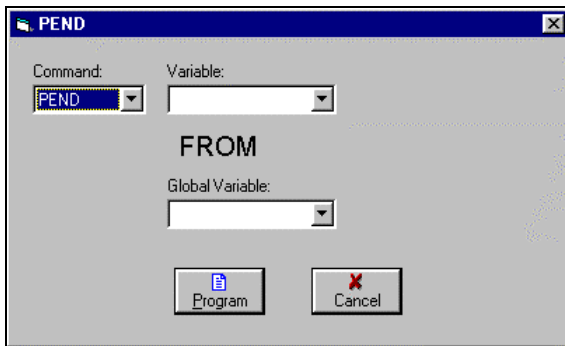 PEND
Command: Variable:
PEND
FROM
Global Variable:
Program Cancel